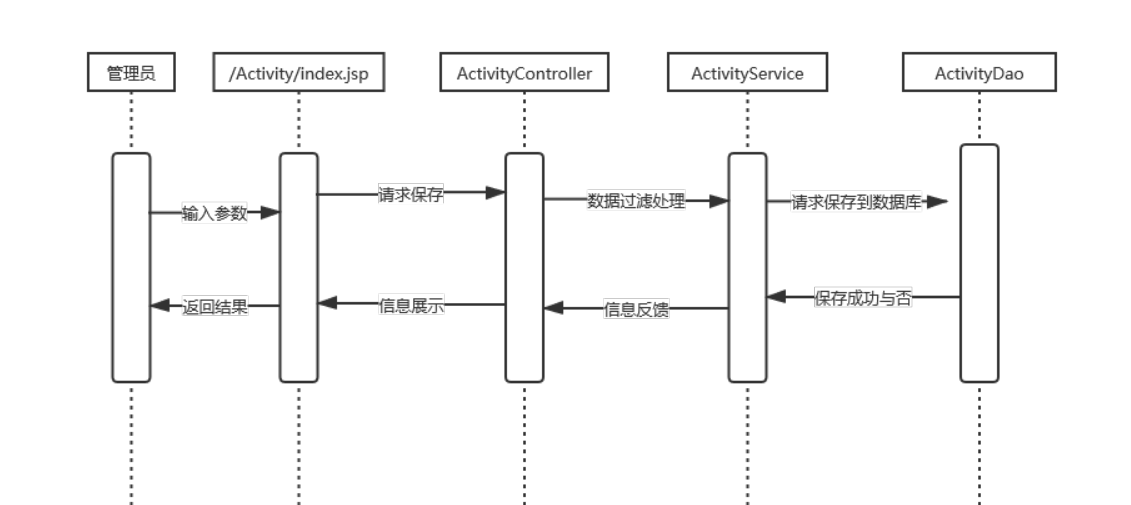 管理员
/Activity/index.jsp
ActivityController
ActivityService
ActivityDao
输入参数
请求保存
数据过滤处理
请求保存到数据库
返回结果
信息展示
信息反馈
保存成功与否